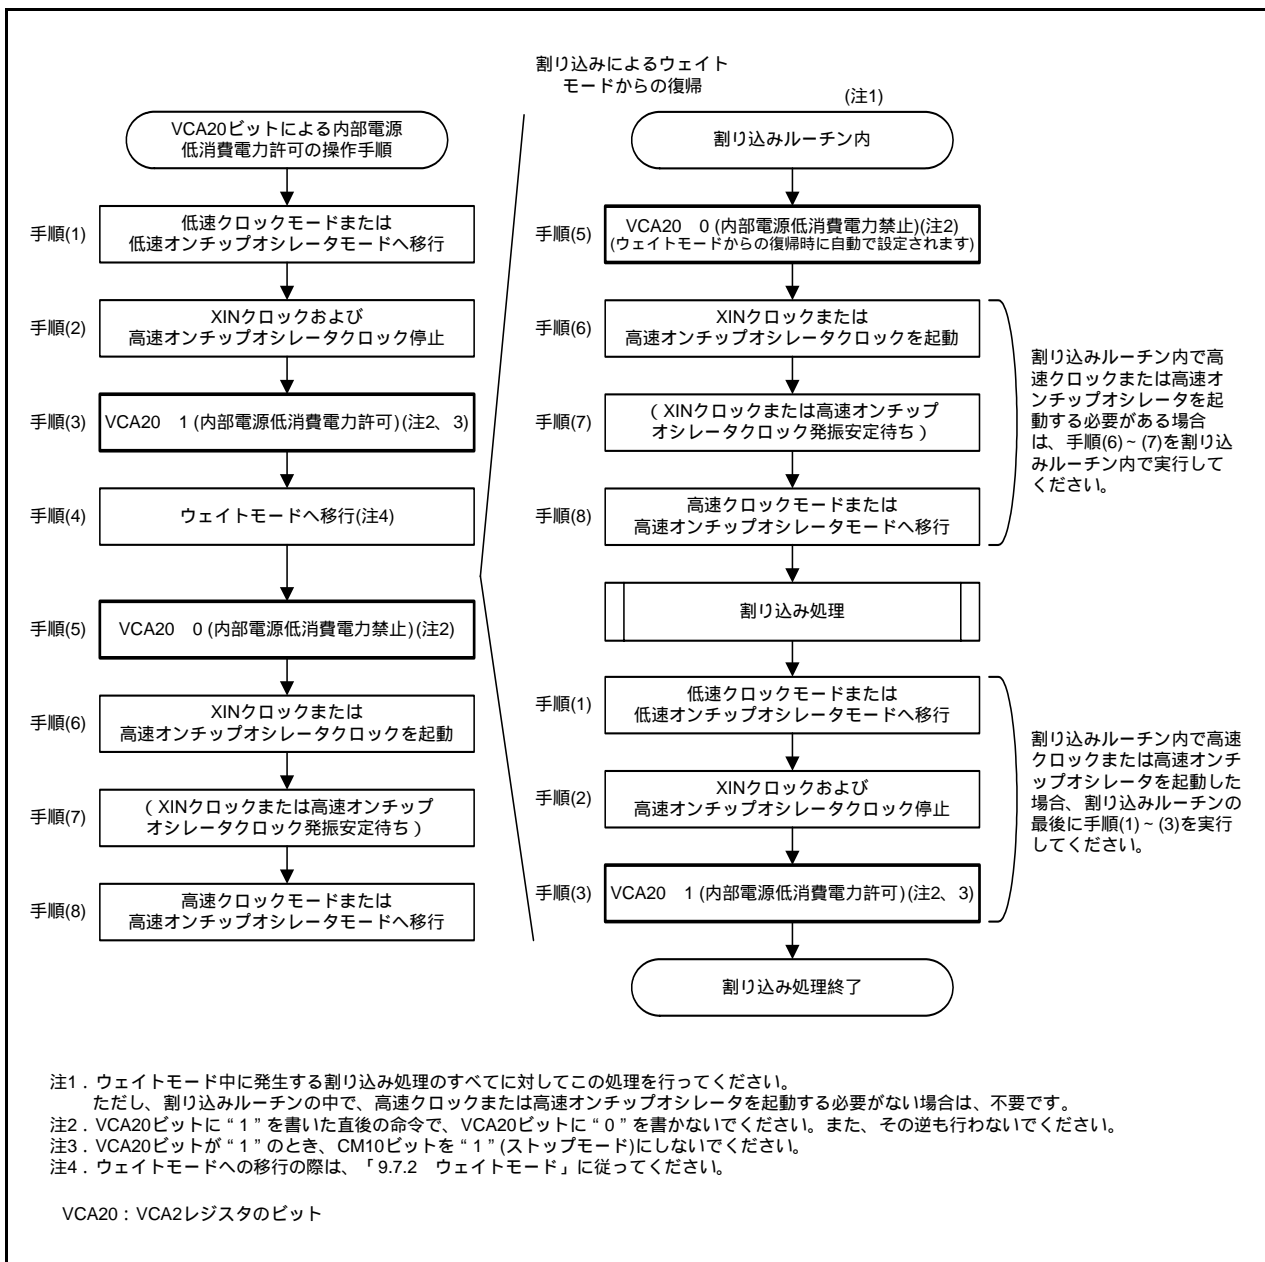 VCA20ビットによる内部電源
低消費電力許可の操作手順
手順(1)
低速クロックモードまたは
低速オンチップオシレータモードへ移行
手順(2)
XINクロックおよび
高速オンチップオシレータクロック停止
手順(3)
VCA20　1 (内部電源低消費電力許可)(注2、3)
手順(4)
ウェイトモードへ移行(注4)
手順(5)
VCA20　0 (内部電源低消費電力禁止)(注2)
手順(6)
XINクロックまたは
高速オンチップオシレータクロックを起動
手順(7)
（XINクロックまたは高速オンチップ
オシレータクロック発振安定待ち）
手順(8)
高速クロックモードまたは
高速オンチップオシレータモードへ移行
割り込みによるウェイト
モードからの復帰
(注1)
割り込みルーチン内
手順(5)
VCA20　0 (内部電源低消費電力禁止)(注2)
(ウェイトモードからの復帰時に自動で設定されます)
手順(6)
XINクロックまたは
高速オンチップオシレータクロックを起動
手順(7)
（XINクロックまたは高速オンチップ
オシレータクロック発振安定待ち）
手順(8)
高速クロックモードまたは
高速オンチップオシレータモードへ移行
割り込みルーチン内で高
速クロックまたは高速オ
ンチップオシレータを起
動する必要がある場合
は、手順(6)~(7)を割り込
みルーチン内で実行して
ください。
割り込み処理
手順(1)
低速クロックモードまたは
低速オンチップオシレータモードへ移行
手順(2)
XINクロックおよび
高速オンチップオシレータクロック停止
手順(3)
VCA20　1 (内部電源低消費電力許可)(注2、3)
割り込みルーチン内で高速
クロックまたは高速オンチ
ップオシレータを起動した
場合、割り込みルーチンの
最後に手順(1)~(3)を実行
してください。
割り込み処理終了
注1．ウェイトモード中に発生する割り込み処理のすべてに対してこの処理を行ってください。
ただし、割り込みルーチンの中で、高速クロックまたは高速オンチップオシレータを起動する必要がない場合は、不要です。
注2．VCA20ビットに“1”を書いた直後の命令で、VCA20ビットに“0”を書かないでください。また、その逆も行わないでください。
注3．VCA20ビットが“1”のとき、CM10ビットを“1”(ストップモード)にしないでください。
注4．ウェイトモードへの移行の際は、「9.7.2　ウェイトモード」に従ってください。
VCA20：VCA2レジスタのビット